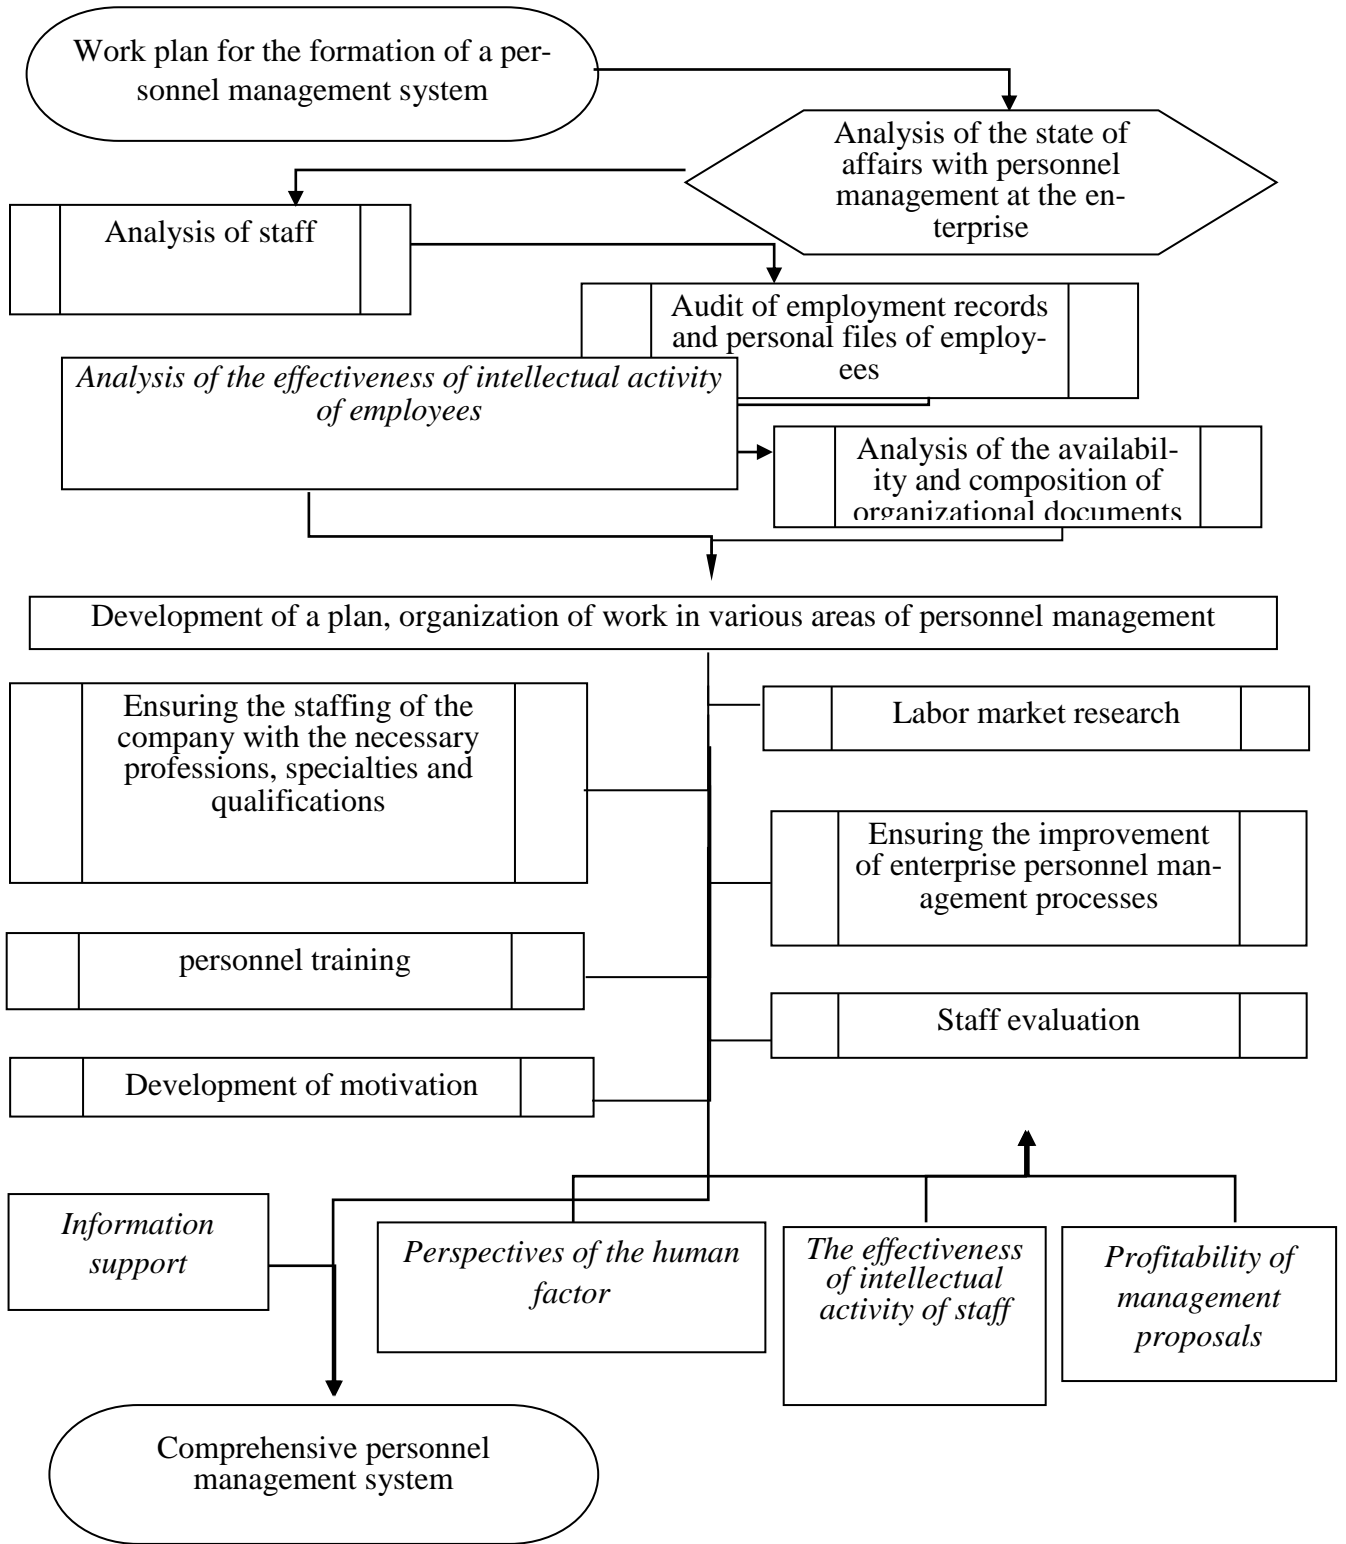 Work plan for the formation of a per-
sonnel management system
Analysis of the state of
affairs with personnel
management at the en-
terprise
Analysis of staff
Audit of employment records
and personal files of employ-
ees
Analysis of the effectiveness of intellectual activity
of employees
Analysis of the availabil-
ity and composition of
organizational documents
Development of a plan, organization of work in various areas of personnel management
Ensuring the staffing of the
company with the necessary
professions, specialties and
qualifications
Labor market research
Ensuring the improvement
of enterprise personnel man-
agement processes
personnel training
Staff evaluation
Development of motivation
Information
support
Perspectives of the human
factor
The effectiveness
of intellectual
activity of staff
Profitability of
management
proposals
Comprehensive personnel
management system